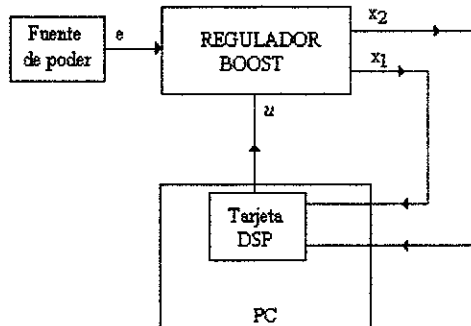 Fuente
de poder
e
REGULADOR
BOOST
x2
x1
u
Tarjeta
DSP
PC